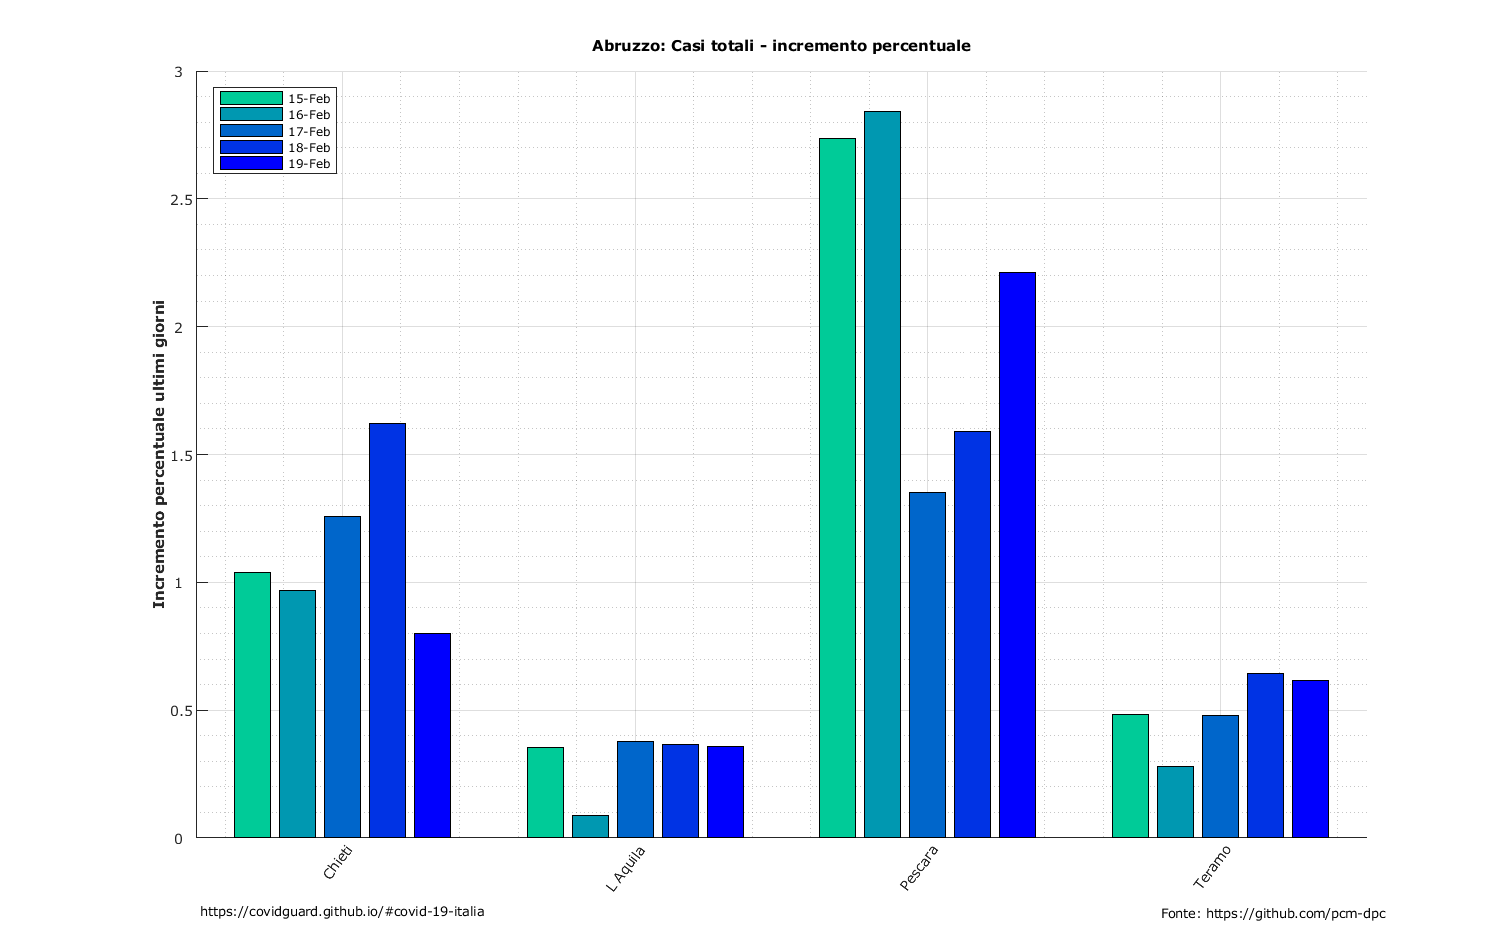 Abruzzo: Casi totali - incremento percentuale
3
2.5
2
1.5
1
0.5
0
Incremento percentuale ultimi giorni
15-Feb
16-Feb
17-Feb
18-Feb
19-Feb
Chieti
L Aquila
Pescara
Teramo
https://covidguard.github.io/#covid-19-italia
Fonte: https://github.com/pcm-dpc